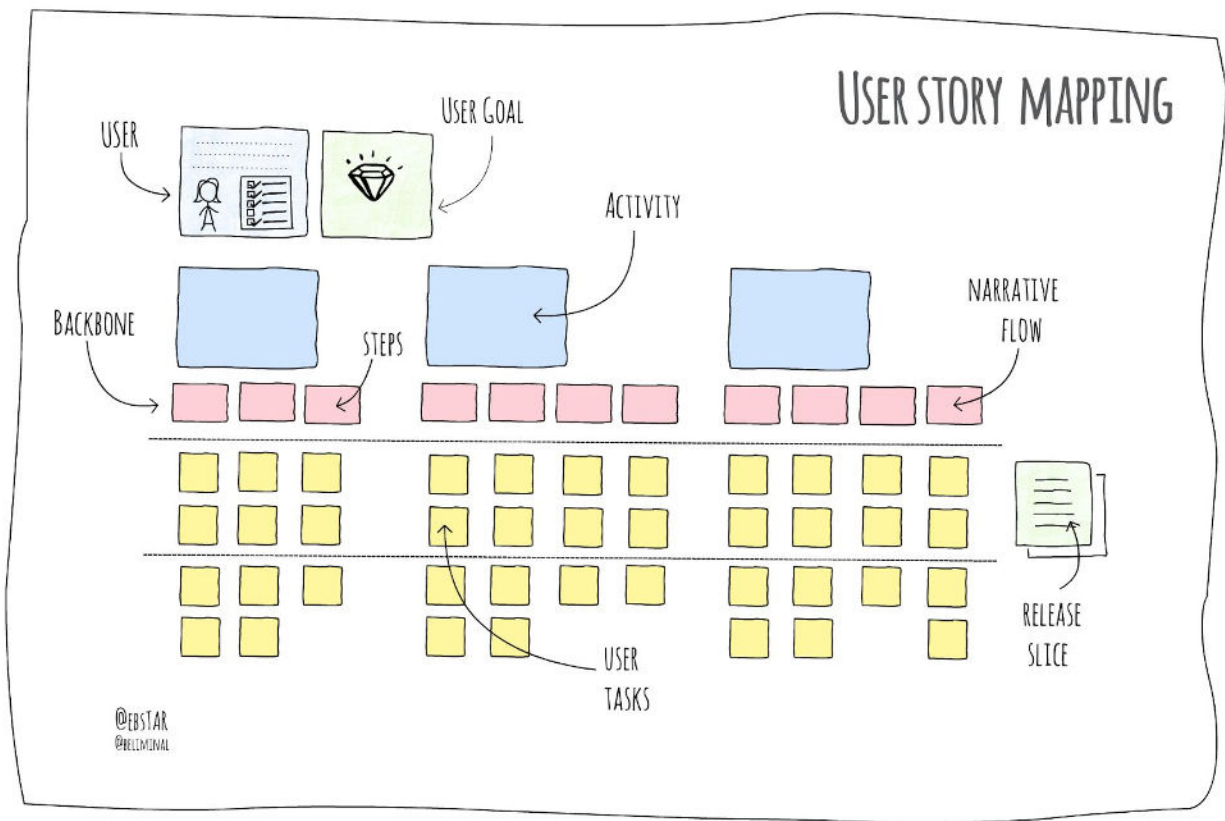 USER STORY MAPPING
USER
USER GOAL
ACTIVITY
BACKBONE
STEPS
NARRATIVE
FLOW
USER
TASKS
RELEASE
SLICE
@EBSTAR
@BELIMINAL